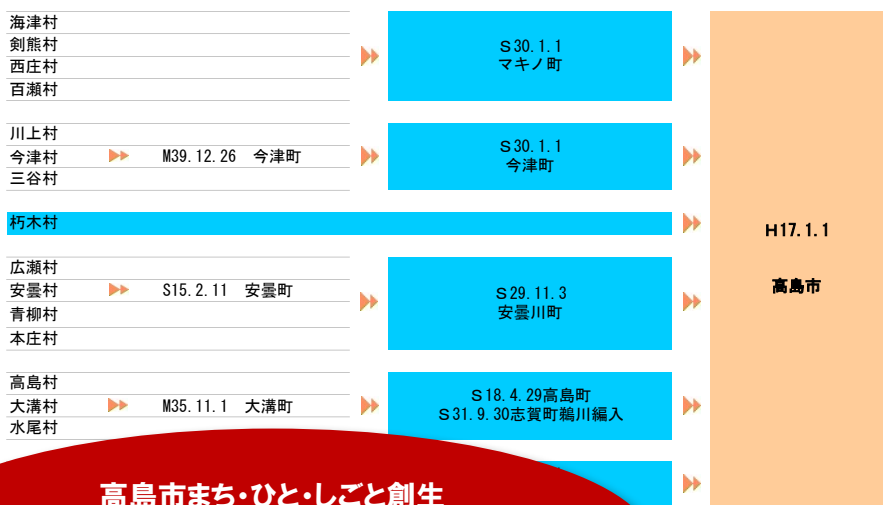 海津村
剣熊村
西庄村
百瀬村
S30.1.1
マキノ町
川上村
今津村 M39.12.26 今津町
三谷村
S30.1.1
今津町
朽木村
広瀬村
安曇村 S15.2.11 安曇町
青柳村
本庄村
S29.11.3
安曇川町
高島村
大溝村 M35.11.1 大溝町
水尾村
S18.4.29高島町
S31.9.30志賀町鵜川編入
H17.1.1
高島市
高島市まち・ひと・しごと創生